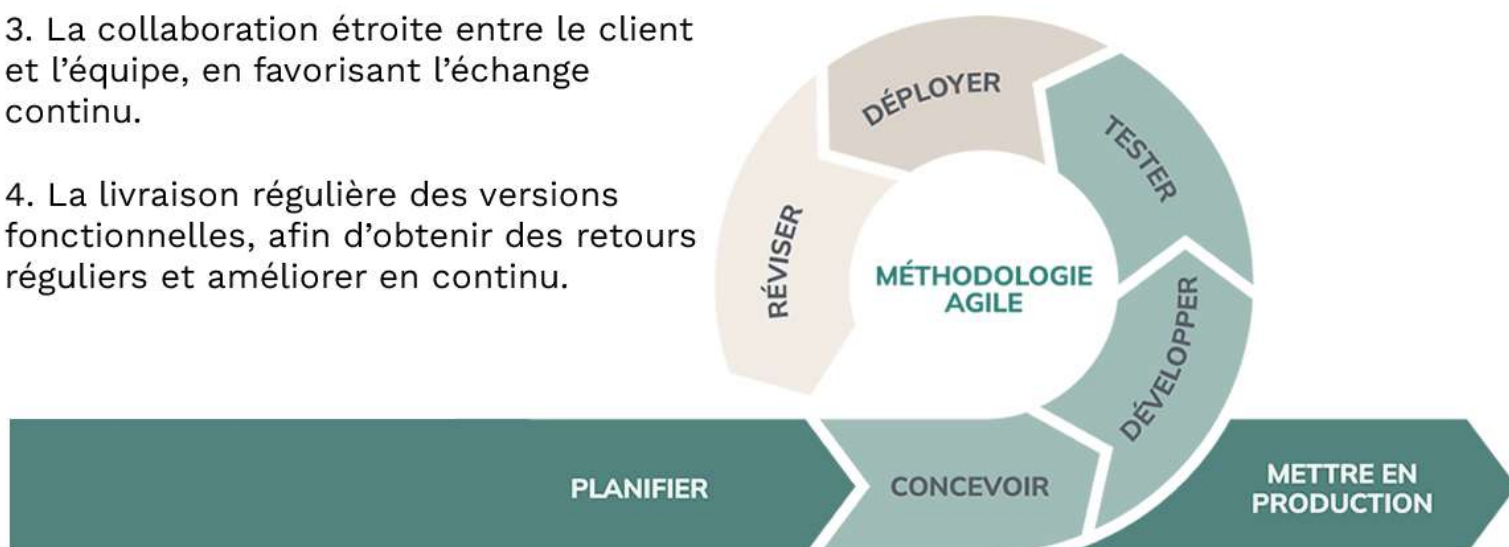 3. La collaboration étroite entre le client
et l’équipe, en favorisant l’échange
continu.
4. La livraison régulière des versions
fonctionnelles, afin d’obtenir des retours
réguliers et améliorer en continu.
DÉPLOYER
TESTER
RÉVISER
MÉTHODOLOGIE
AGILE
DÉVELOPPER
PLANIFIER
CONCEVOIR
METTRE EN
PRODUCTION